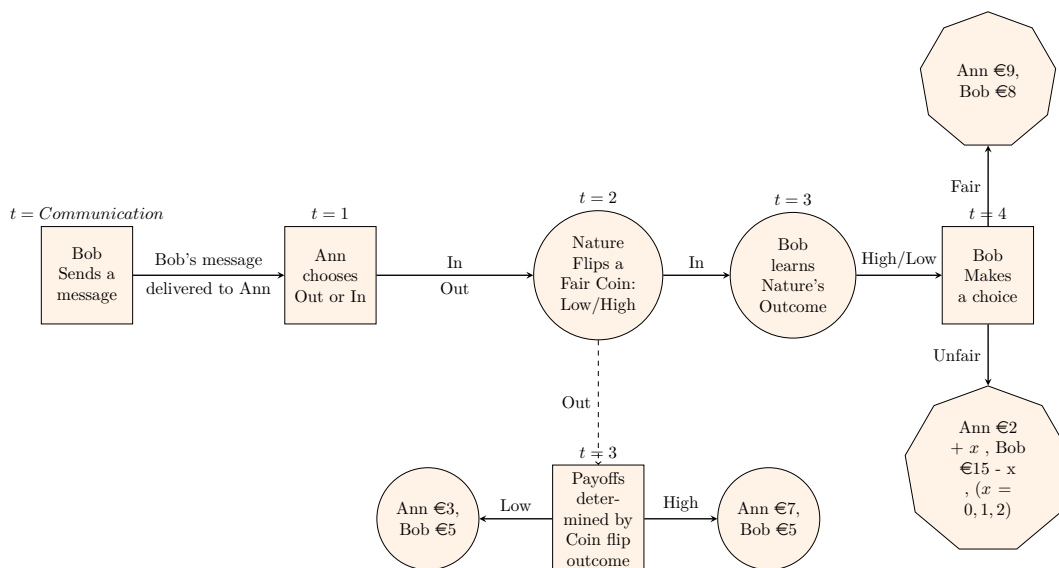 t = Communication
Bob
Sends a
message
Bob's message
delivered to Ann
t = 1
Ann
chooses
Out or In
In
Out
t = 2
Nature
Flips a
Fair Coin:
Low/High
In
t = 3
Bob
learns
Nature's
Outcome
High/Low
t = 4
Bob
Makes
a choice
Fair
Ann €9,
Bob €8
Unfair
Ann €2
+ x , Bob
€15 - x
, (x =
0, 1, 2)
Out
t = 3
Payoffs
deter-
mined by
Coin flip
outcome
Low
Ann €3,
Bob €5
High
Ann €7,
Bob €5